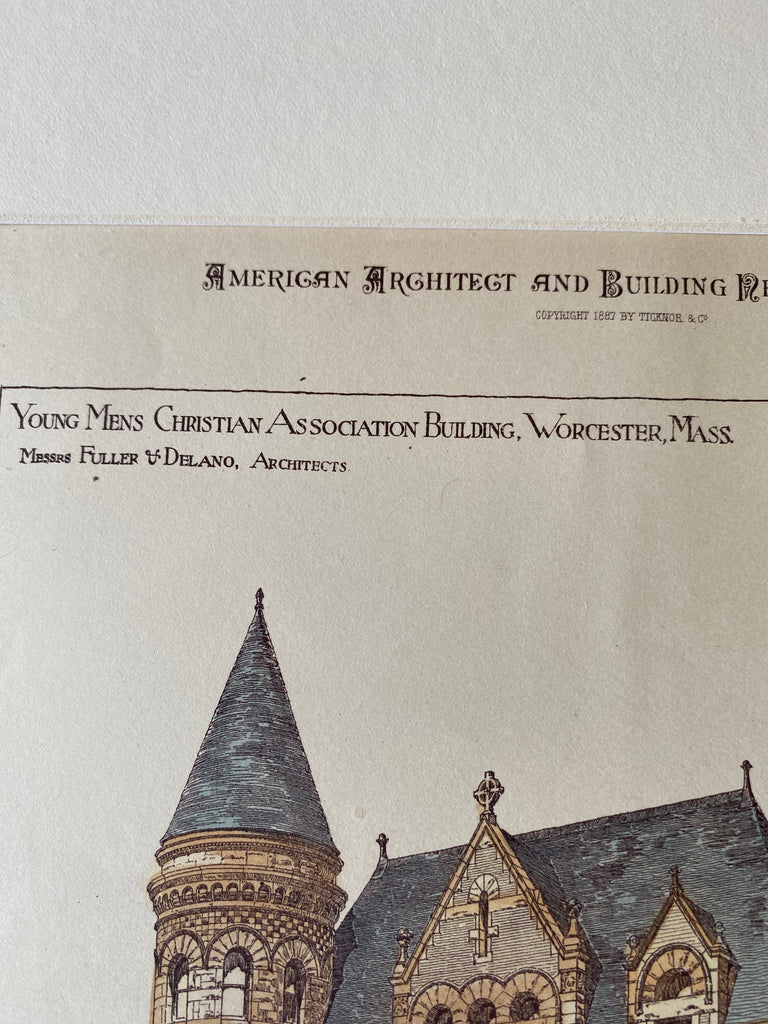 AMERICAN ARCHITECT AND BUILDING NE
COPYRIGHT 1887 BY TICKNOR & CO
YOUNG MENS CHRISTIAN ASSOCIATION BUILDING, WORCESTER, MASS.
MESSRS FULLER & DELANO, ARCHITECTS